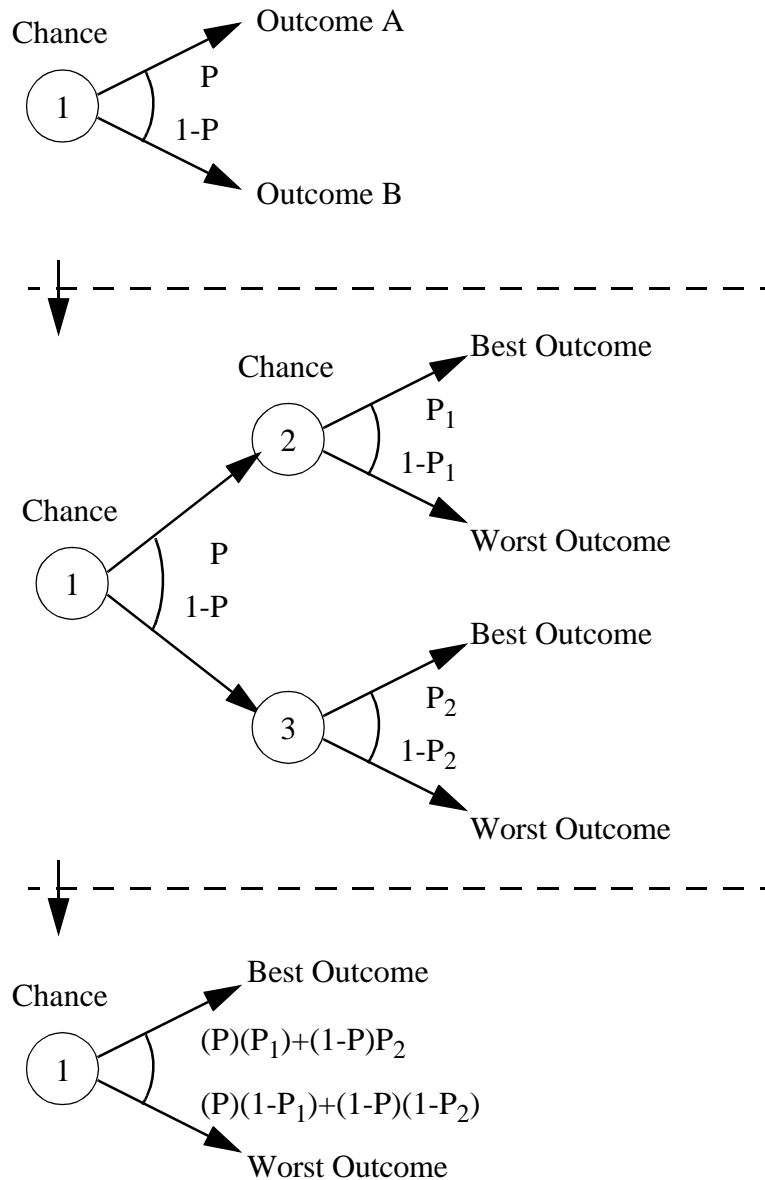 Outcome A
Chance
P
1
1-P
Outcome B
Best Outcome
Chance
P₁
2
1-P₁
Chance
Worst Outcome
P
1
1-P
Best Outcome
P₂
3
1-P₂
Worst Outcome
Best Outcome
Chance
(P)(P₁)+(1-P)P₂
1
(P)(1-P₁)+(1-P)(1-P₂)
Worst Outcome